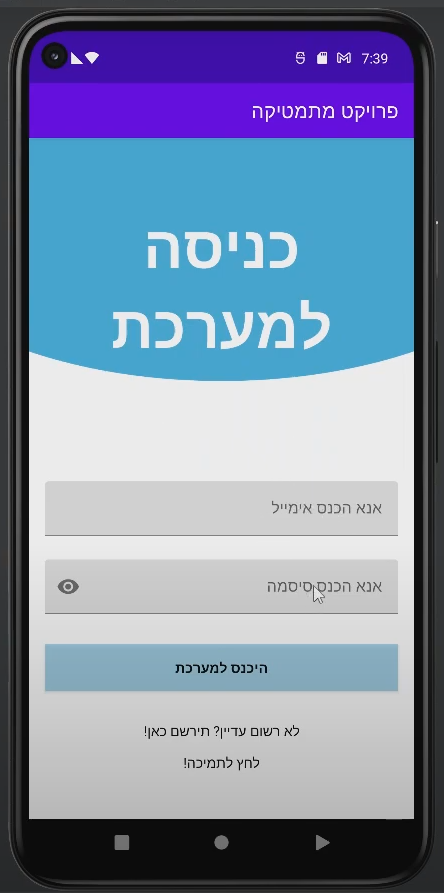 7:39
פרויקט מתמטיקה
כניסה
למערכת
אנא הכנס אימייל
אנא הכנס סיסמה
היכנס למערכת
לא רשום עדיין? תירשם כאן!
לחץ לתמיכה!